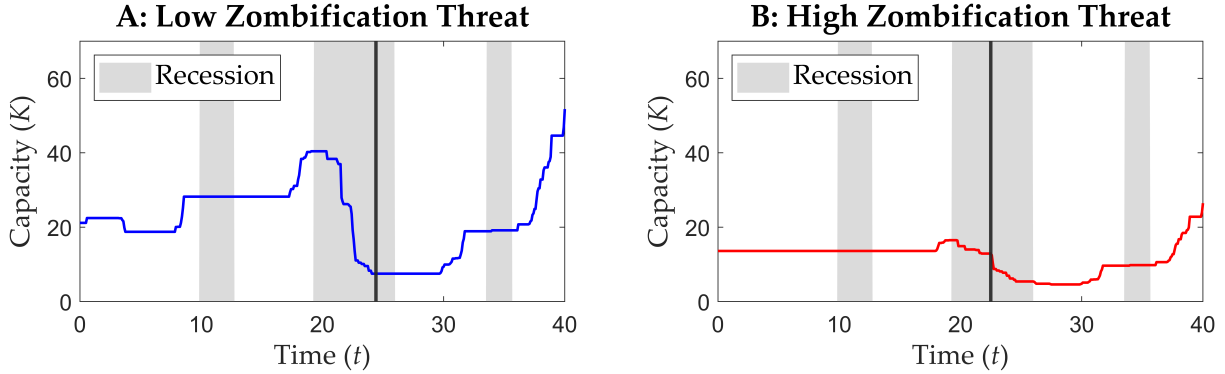 A: Low Zombification Threat
Capacity (K)
60
40
20
0
Recession
0 10 20 30 40
Time (t)
B: High Zombification Threat
Capacity (K)
60
40
20
0
Recession
0 10 20 30 40
Time (t)